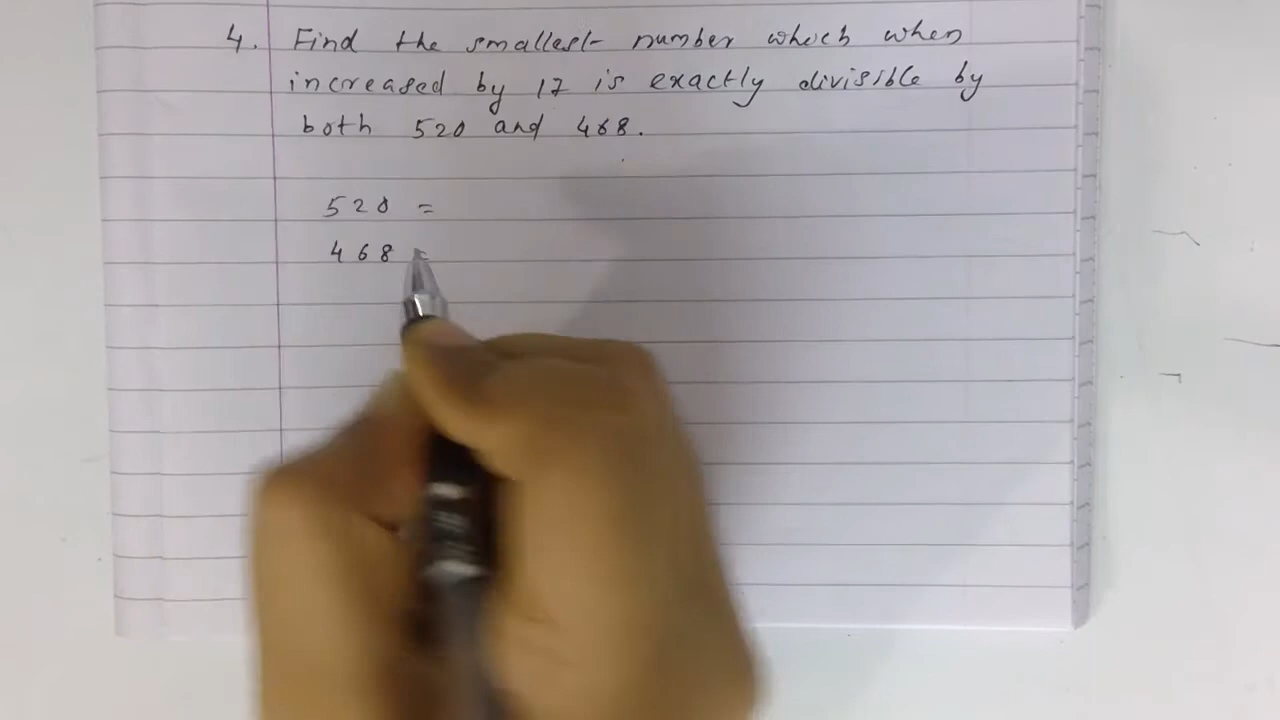 4. Find the smallest number which when
increased by 17 is exactly divisible by
both 520 and 468.
520 =
468 =